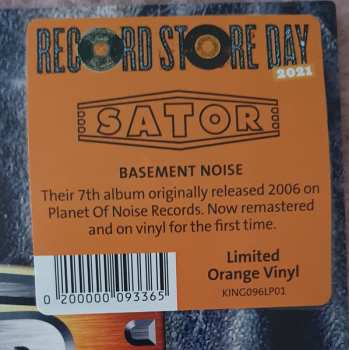 RECORD STORE DAY
2021
SATOR
BASEMENT NOISE
Their 7th album originally released 2006 on
Planet Of Noise Records. Now remastered
and on vinyl for the first time.
Limited
Orange Vinyl
KING096LP01
0 200000 093365